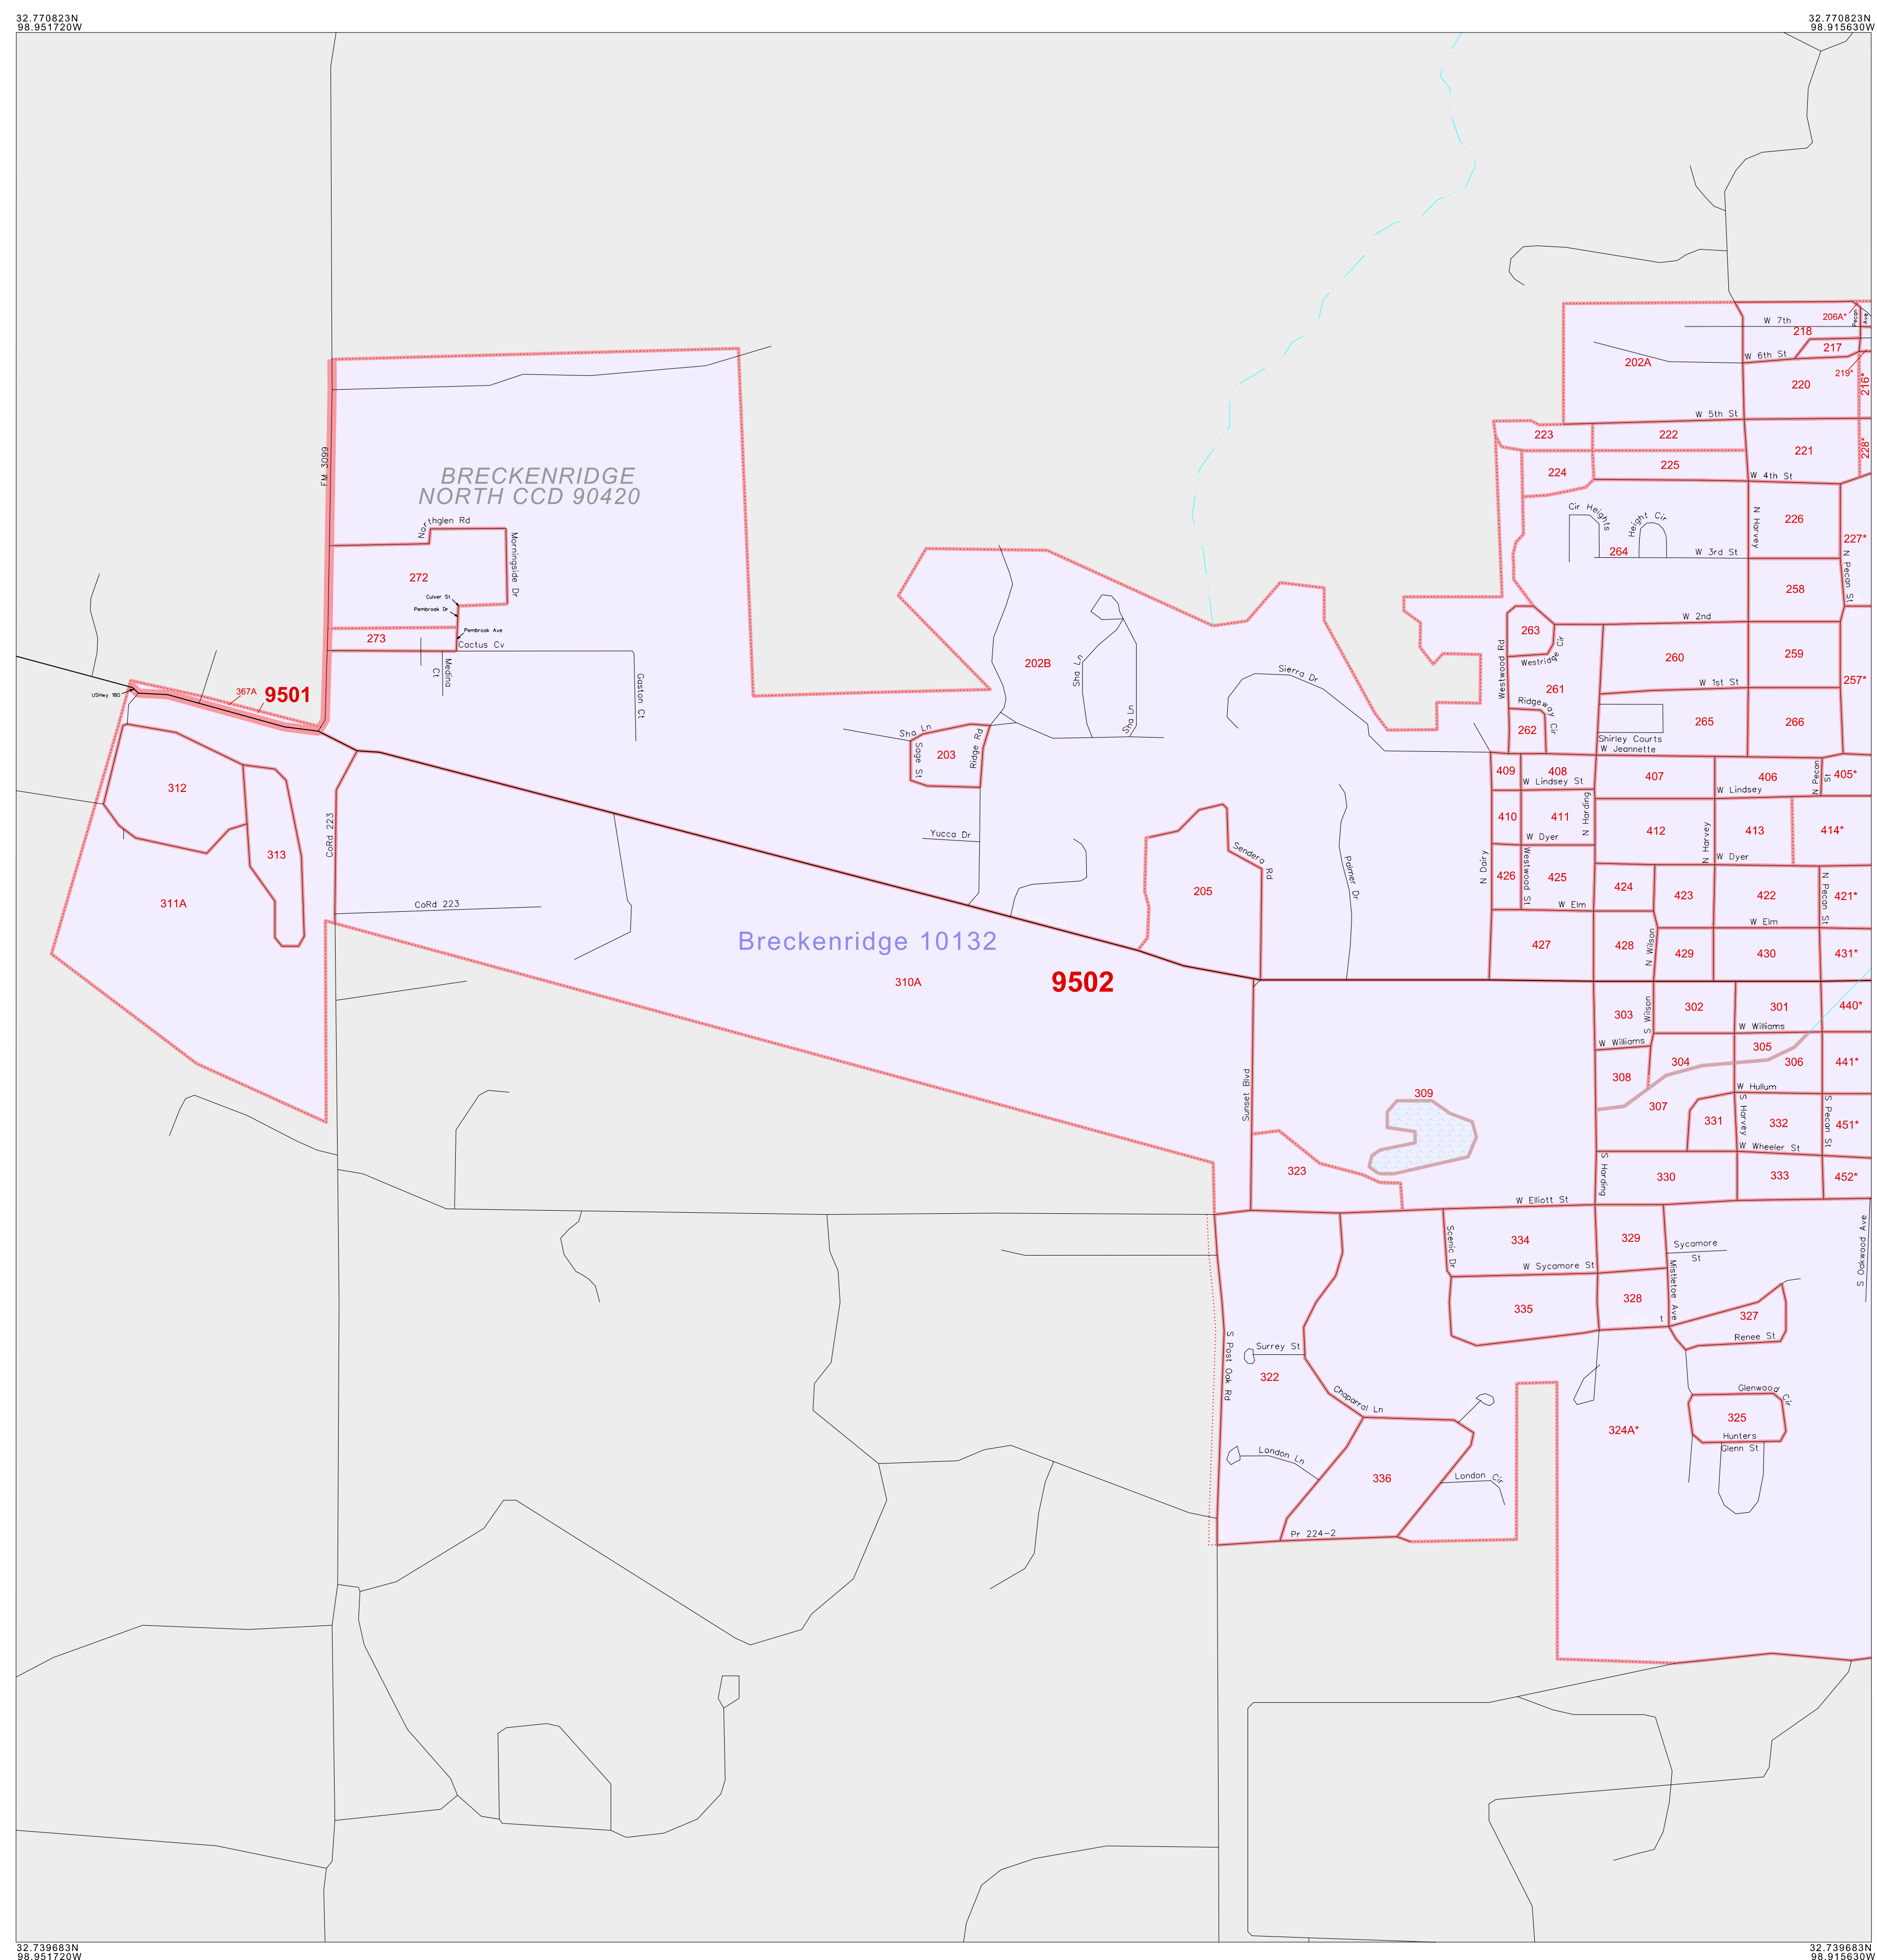 32.770823N
98.951720W
32.770823N
98.915630W
206A*
Pecan
Ave
W 7th
218
217
W 6th St
202A
219*
216*
220
W 5th St
223
222
221
228*
BRECKENRIDGE
NORTH CCD 90420
FM 3099
224
225
W 4th St
Cir Heights
Height Cir
N Harvey
226
227*
Northglen Rd
Morningside Dr
264
W 3rd St
N Pecan St
272
258
Culver St
Pembrook Dr
W 2nd
273
Pembrook Ave
Cactus Cv
263
Westwood Rd
Westridge Cir
260
259
Medina
Ct
Gaston Ct
202B
Sha Ln
Sierra Dr
W 1st St
257*
USHwy 180
367A
9501
261
Ridgeway Cir
262
265
266
Sha Ln
Sha Ln
Sage St
203
Ridge Rd
Shirley Courts
W Jeannette
312
409
408
407
406
N Pecan
St
405*
W Lindsey St
W Lindsey
CoRd 223
410
411
N Harding
412
N Harvey
413
414*
Yucca Dr
W Dyer
W Dyer
313
Sendera Rd
Palmer Dr
N Dairy
Westwood St
205
426
425
424
423
422
N Pecan St
421*
311A
CoRd 223
W Elm
W Elm
Breckenridge 10132
427
428
N Wilson
429
430
431*
310A
9502
303
S Wilson
302
301
440*
W Williams
W Williams
305
304
306
441*
308
Sunset Blvd
309
W Hullum
307
331
S Harvey
332
S Pecan St
451*
W Wheeler St
323
S Harding
330
333
452*
W Elliott St
Scenic Dr
334
329
Sycamore
St
S Oakwood Ave
W Sycamore St
Mistletoe Ave
335
328
327
t
Renee St
S Post Oak Rd
Surrey St
322
Chaparral Ln
Glenwood Cir
325
324A*
Hunters
Glenn St
London Ln
336
London Cir
Pr 224-2
32.739683N
98.951720W
32.739683N
98.915630W